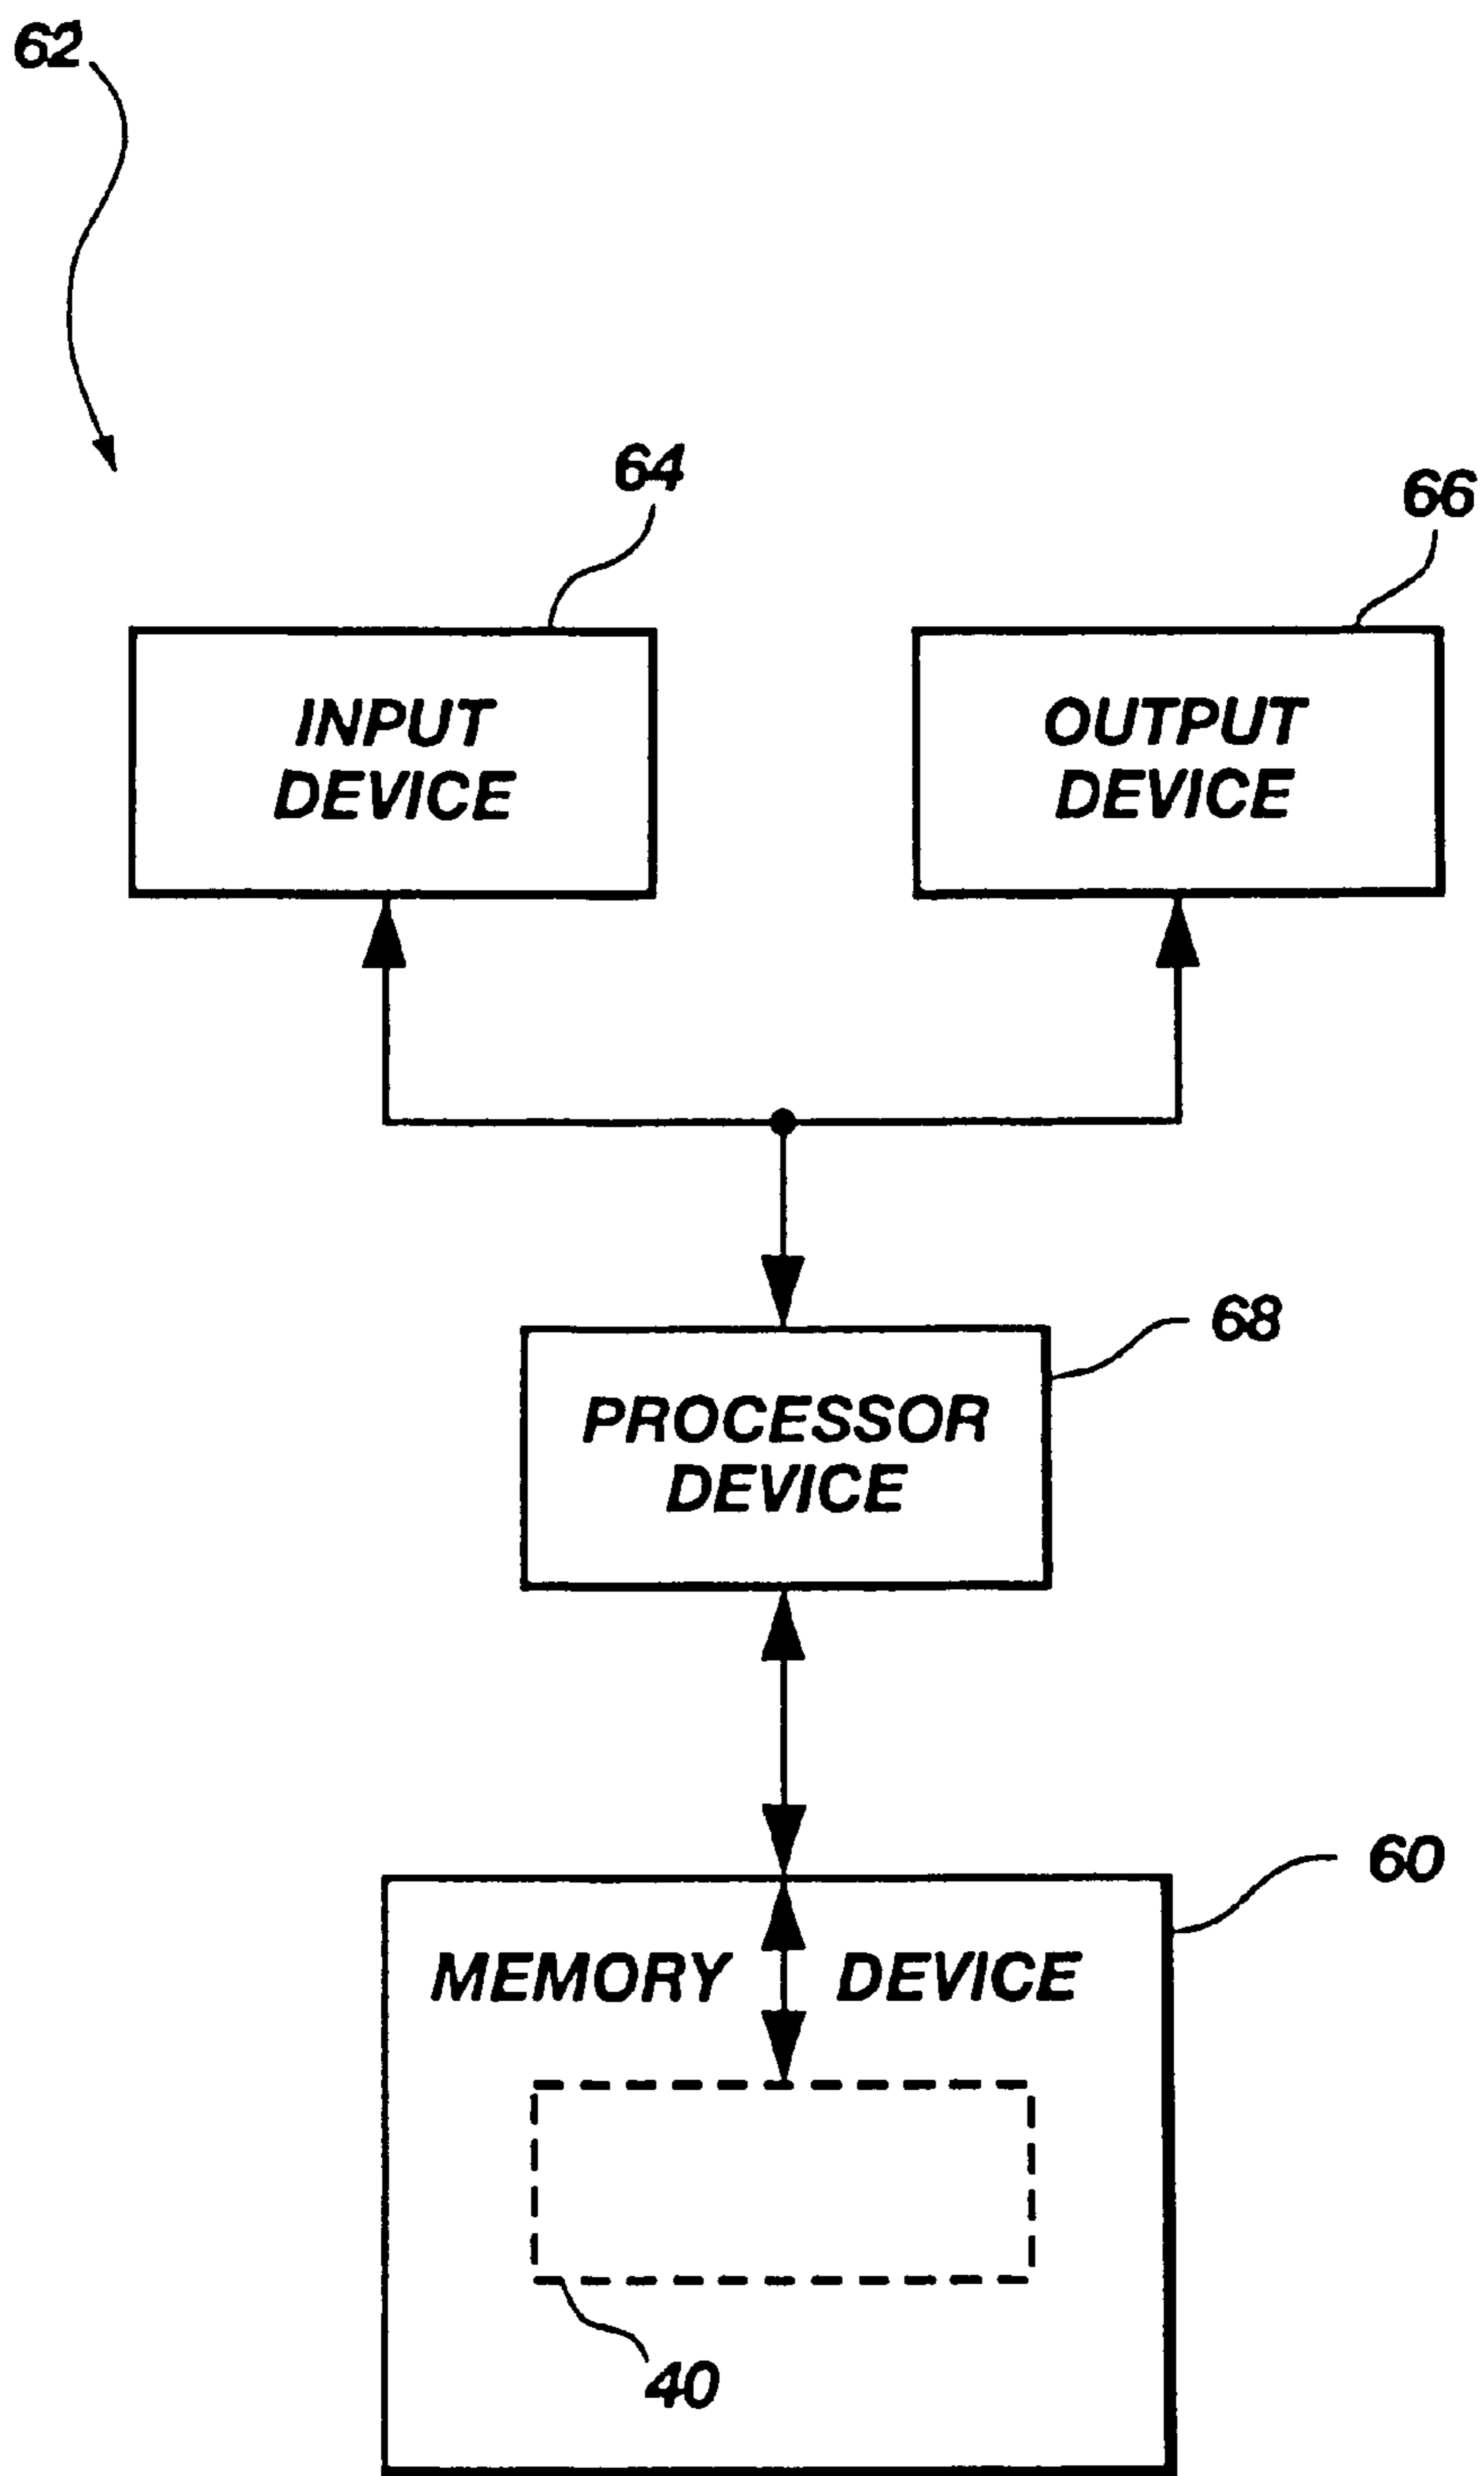 62
64
66
INPUT
DEVICE
OUTPUT
DEVICE
68
PROCESSOR
DEVICE
60
MEMORY DEVICE
40